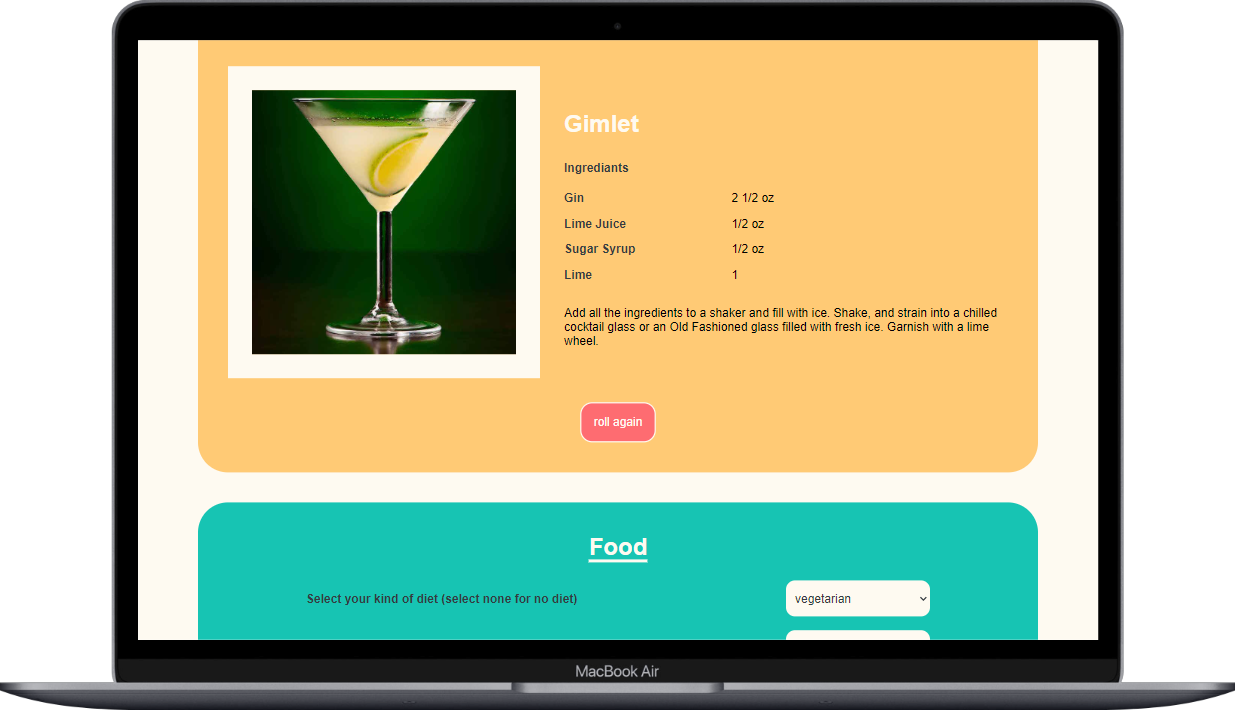 Gimlet
Ingrediants
Gin 2 1/2 oz
Lime Juice 1/2 oz
Sugar Syrup 1/2 oz
Lime 1
Add all the ingredients to a shaker and fill with ice. Shake, and strain into a chilled
cocktail glass or an Old Fashioned glass filled with fresh ice. Garnish with a lime
wheel.
roll again
Food
Select your kind of diet (select none for no diet) vegetarian
MacBook Air